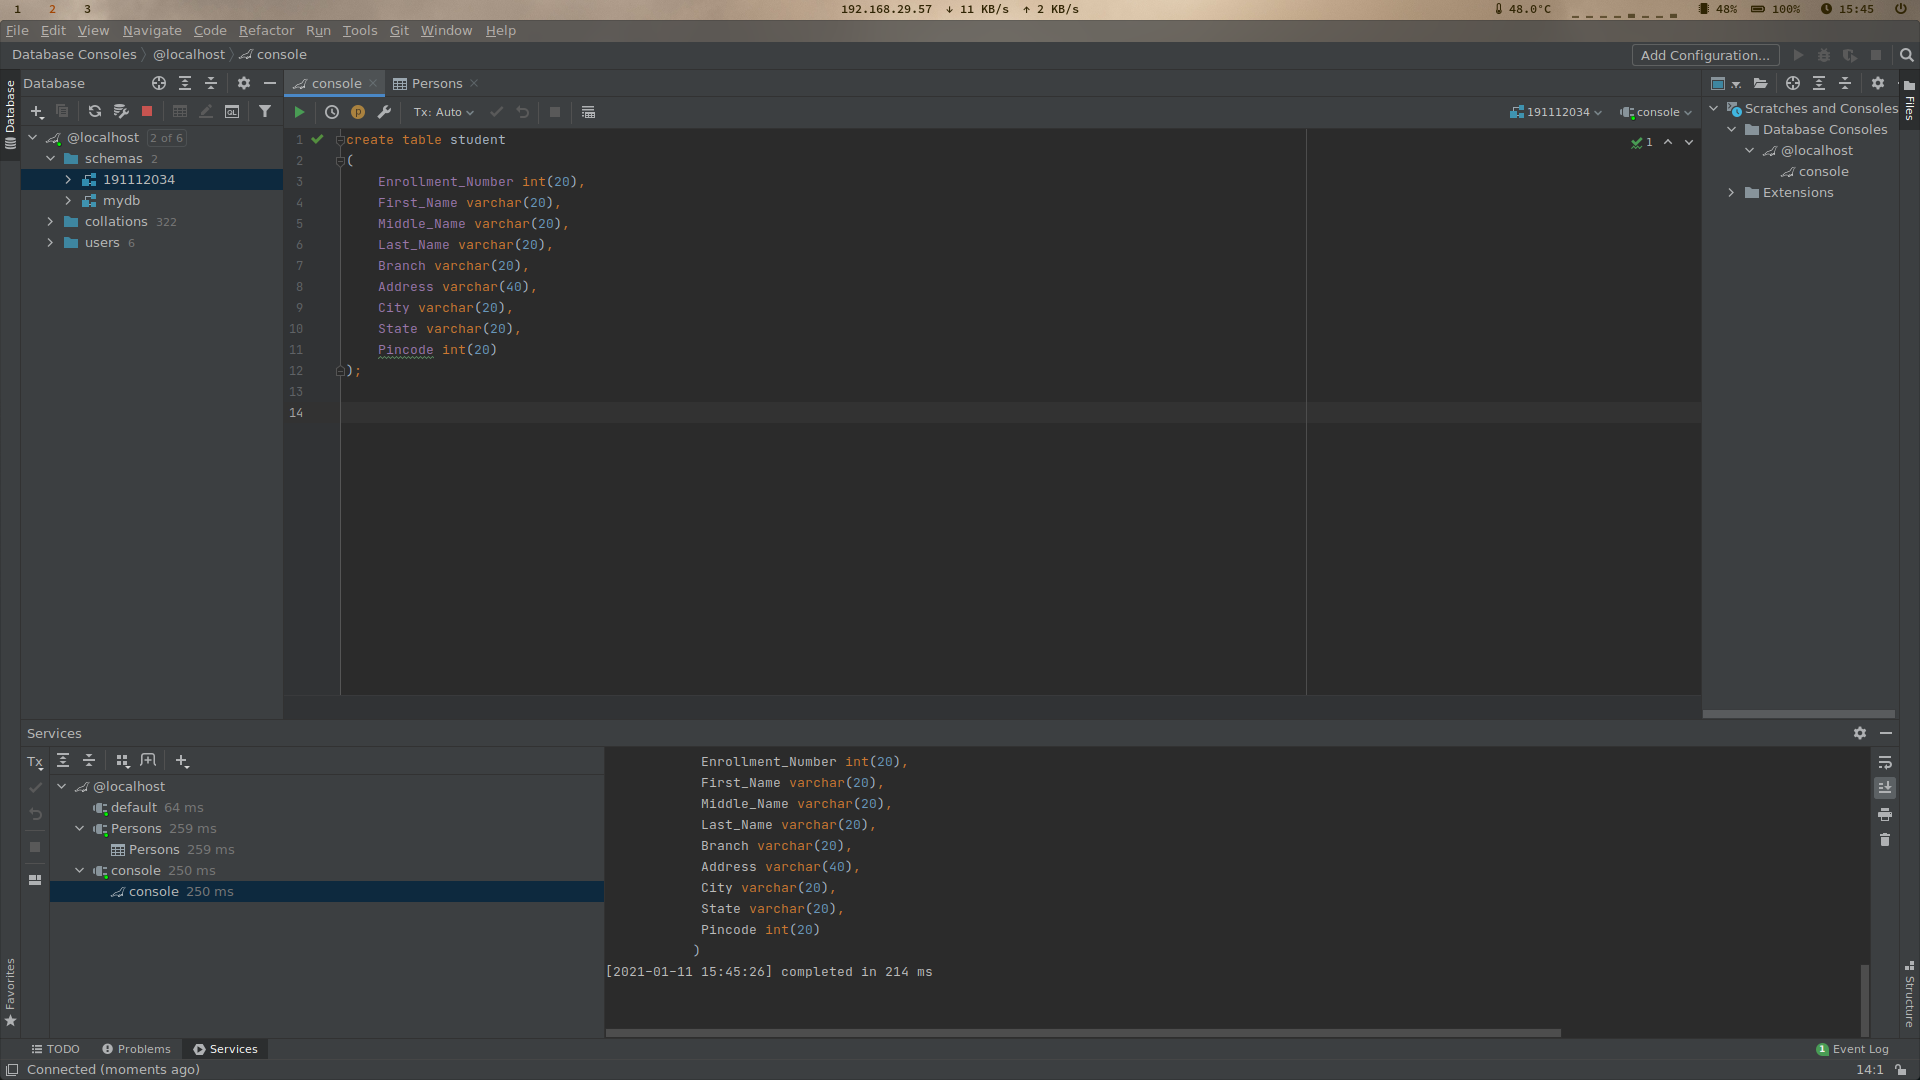 1 2 3 192.168.29.57 ↓ 11 KB/s ↑ 2 KB/s 48.0°C 48% 100% 15:45
File Edit View Navigate Code Refactor Run Tools Git Window Help
Database Consoles @localhost console Add Configuration...
Database
console Persons
Tx: Auto 191112034 console
Database
@localhost 2 of 6
schemas 2
191112034
mydb
collations 322
users 6
1 create table student
2 (
3 Enrollment_Number int(20),
4 First_Name varchar(20),
5 Middle_Name varchar(20),
6 Last_Name varchar(20),
7 Branch varchar(20),
8 Address varchar(40),
9 City varchar(20),
10 State varchar(20),
11 Pincode int(20)
12 );
13
14
1
Scratches and Consoles
Database Consoles
@localhost
console
Extensions
Files
Services
Tx
@localhost
default 64 ms
Persons 259 ms
Persons 259 ms
console 250 ms
console 250 ms
Enrollment_Number int(20),
First_Name varchar(20),
Middle_Name varchar(20),
Last_Name varchar(20),
Branch varchar(20),
Address varchar(40),
City varchar(20),
State varchar(20),
Pincode int(20)
)
[2021-01-11 15:45:26] completed in 214 ms
Favorites
Structure
TODO Problems Services 1 Event Log
Connected (moments ago) 14:1